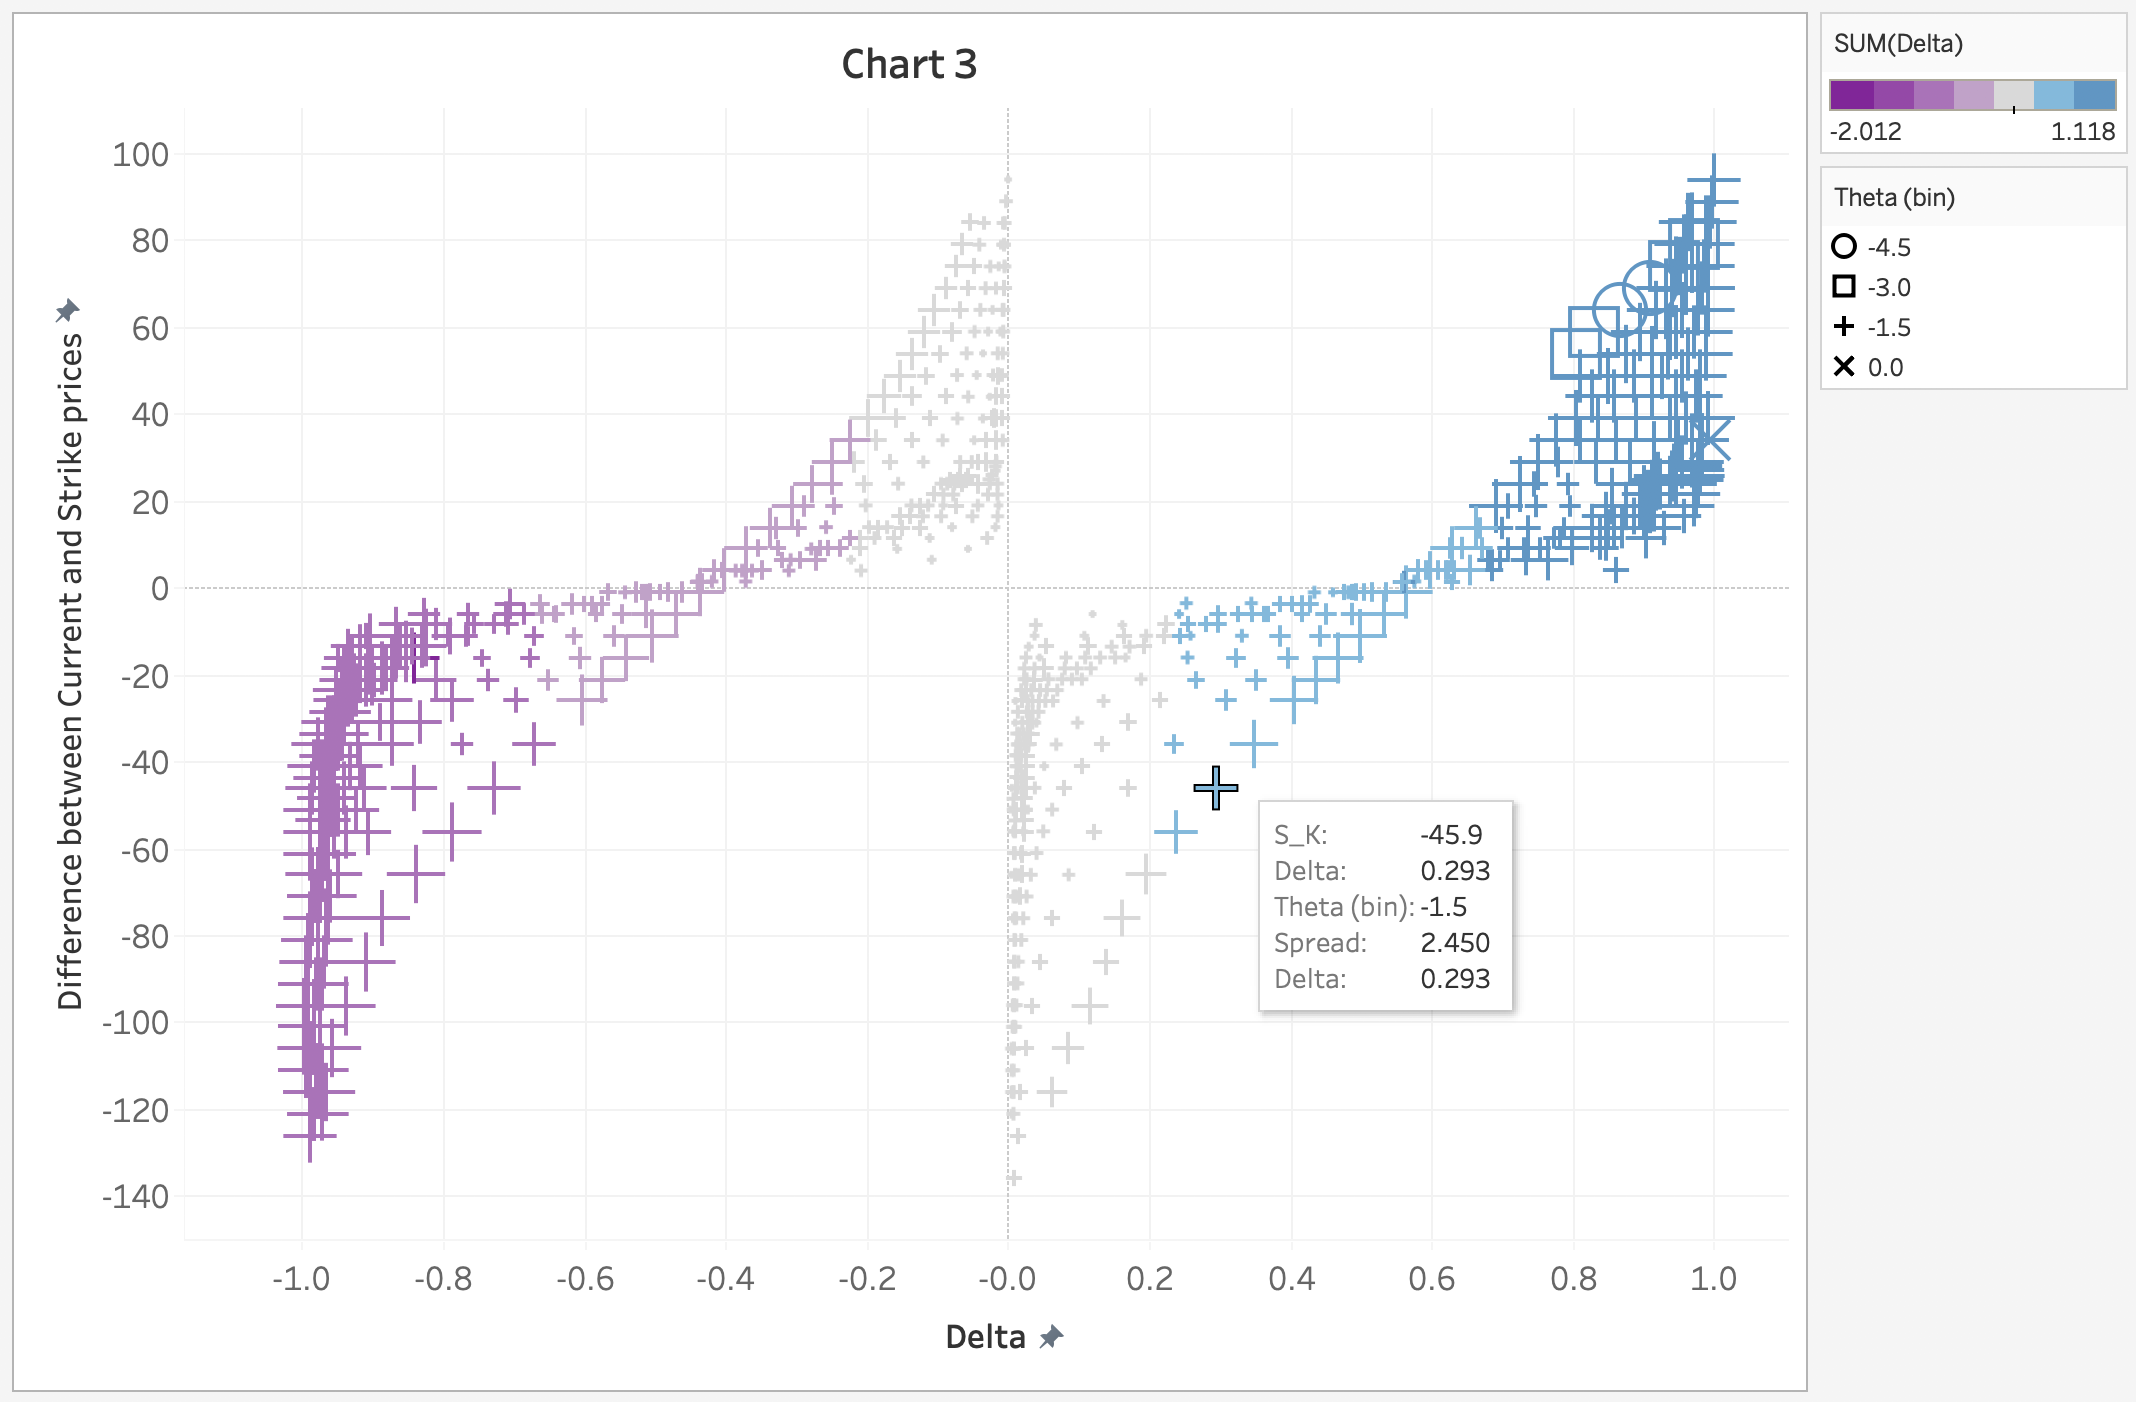 Chart 3
Difference between Current and Strike prices
100
80
60
40
20
0
-20
-40
-60
-80
-100
-120
-140
-1.0
-0.8
-0.6
-0.4
-0.2
-0.0
0.2
0.4
0.6
0.8
1.0
Delta
S_K: -45.9
Delta: 0.293
Theta (bin): -1.5
Spread: 2.450
Delta: 0.293
SUM(Delta)
-2.012 1.118
Theta (bin)
-4.5
-3.0
-1.5
0.0